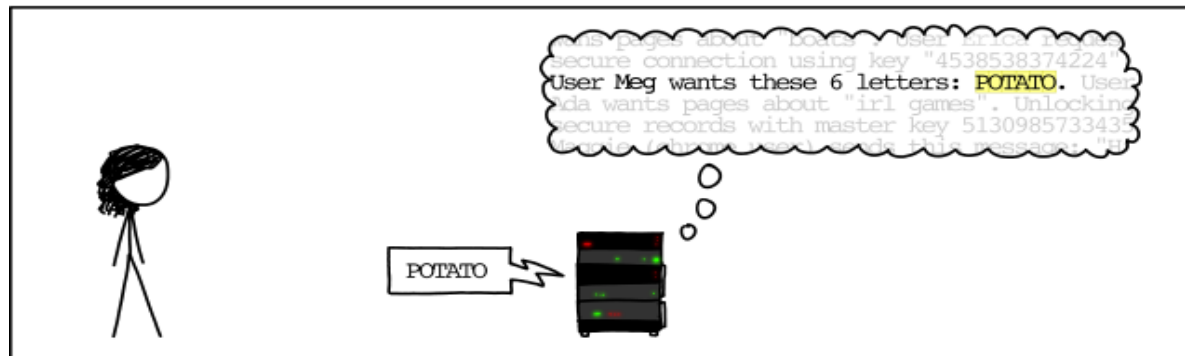 wans pages about "boats". User Erica reques
secure connection using key "4538538374224"
User Meg wants these 6 letters: POTATO. User
Ada wants pages about "irl games". Unlocking
secure records with master key 5130985733435
Maggie (chrome user) sends this message: "H
POTATO